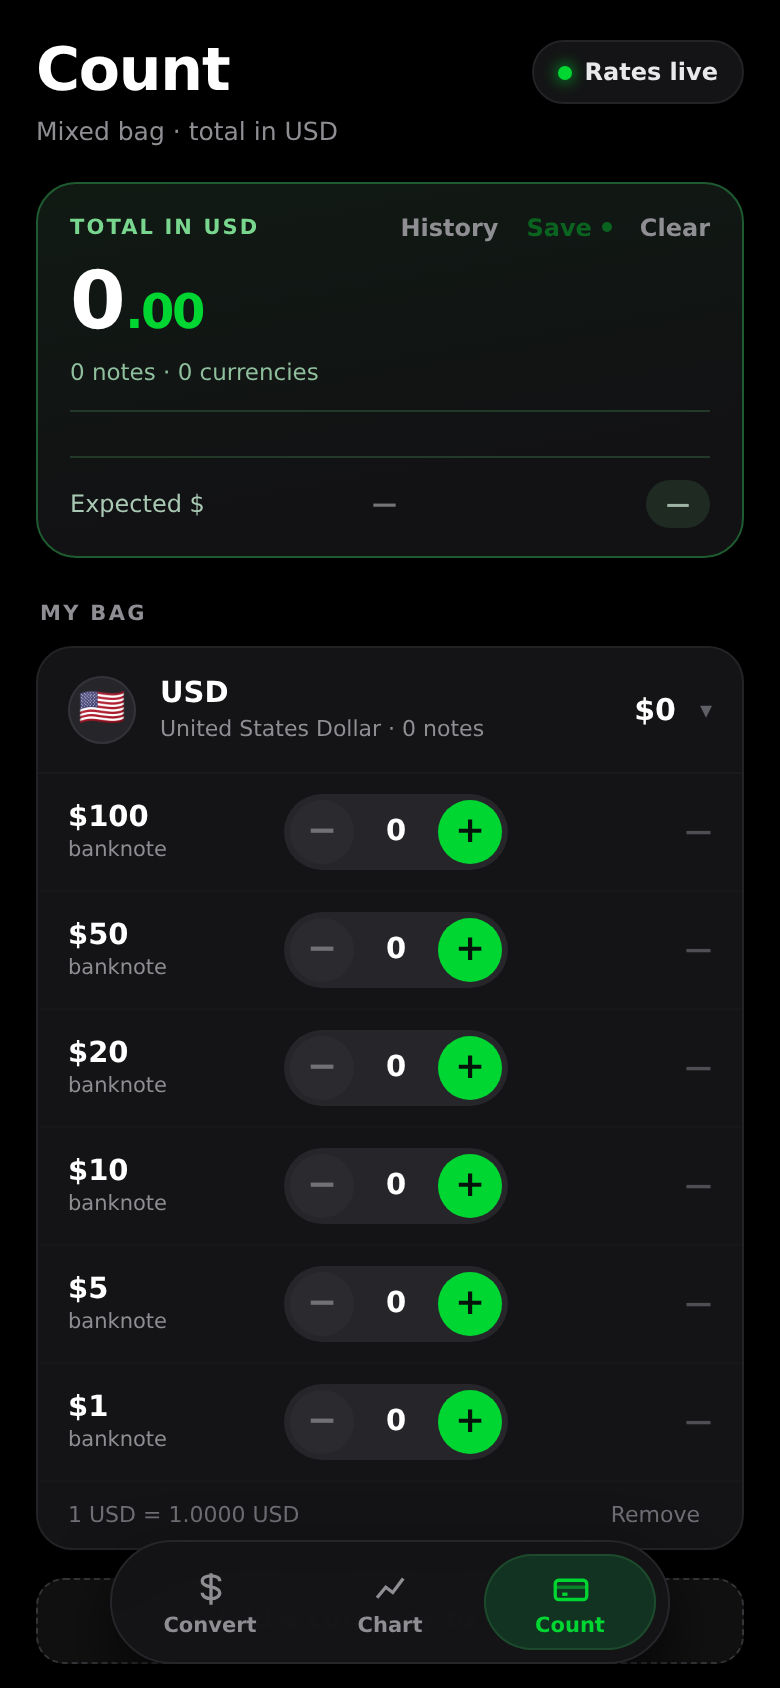 Count
Rates live
Mixed bag · total in USD
TOTAL IN USD
History Save • Clear
0.00
0 notes · 0 currencies
Expected $ — —
MY BAG
USD
United States Dollar · 0 notes
$0 ▾
$100
banknote
− 0 + —
$50
banknote
− 0 + —
$20
banknote
− 0 + —
$10
banknote
− 0 + —
$5
banknote
− 0 + —
$1
banknote
− 0 + —
1 USD = 1.0000 USD
Remove
Convert
Chart
Count